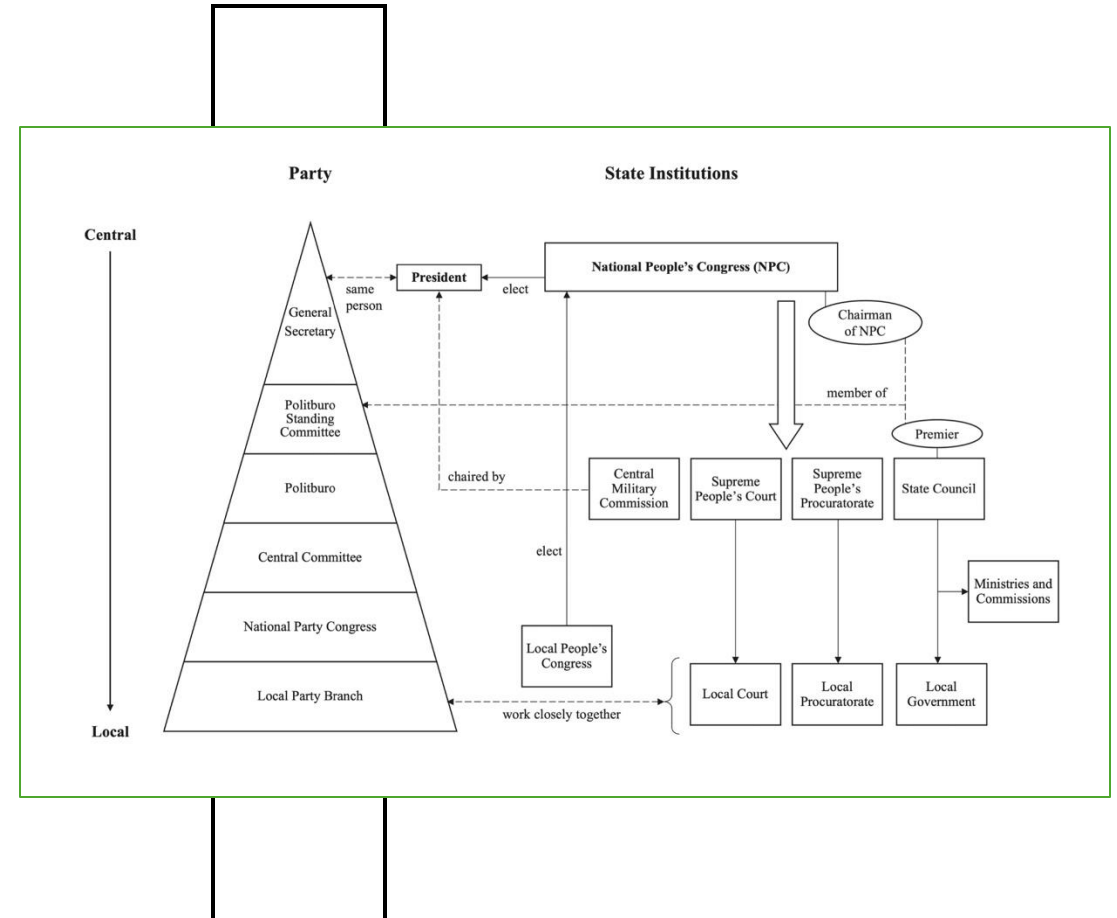 Party
State Institutions
Central
Local
General
Secretary
Politburo
Standing
Committee
Politburo
Central Committee
National Party Congress
Local Party Branch
same
person
President
elect
National People's Congress (NPC)
Chairman
of NPC
member of
Premier
chaired by
Central
Military
Commission
Supreme
People's Court
Supreme
People's
Procuratorate
State Council
elect
Ministries and
Commissions
Local People's
Congress
work closely together
Local Court
Local
Procuratorate
Local
Government